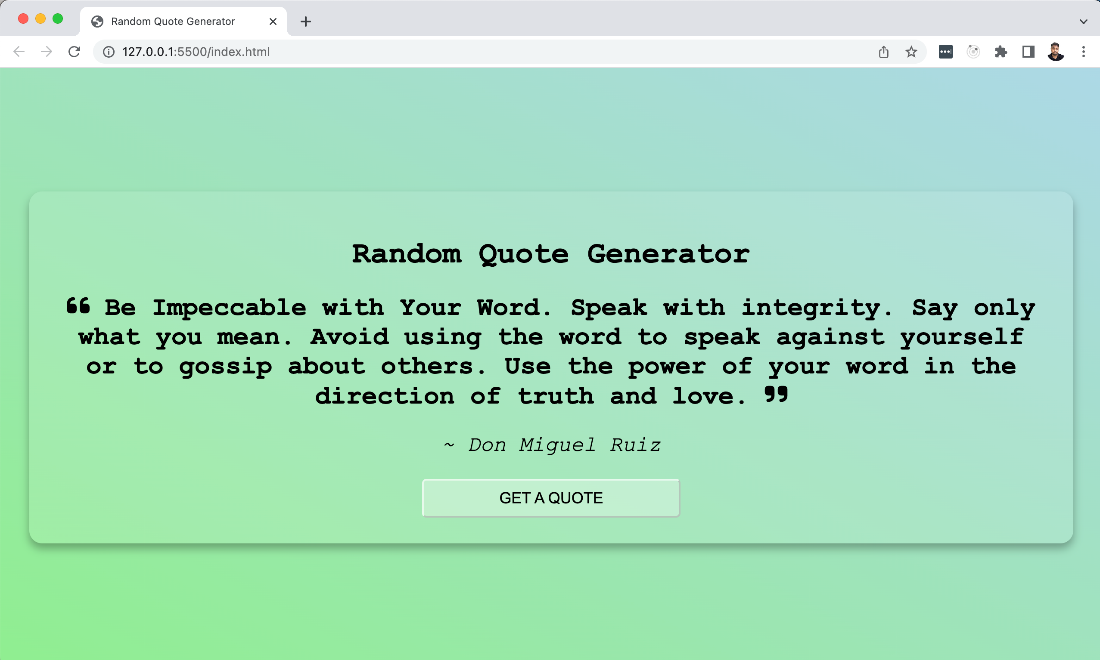 Random Quote Generator
127.0.0.1:5500/index.html
Random Quote Generator
❝ Be Impeccable with Your Word. Speak with integrity. Say only
what you mean. Avoid using the word to speak against yourself
or to gossip about others. Use the power of your word in the
direction of truth and love. ❞
~ Don Miguel Ruiz
GET A QUOTE